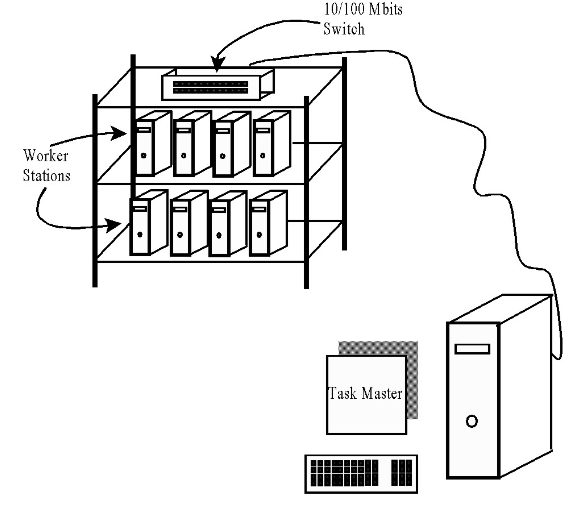 10/100 Mbits
Switch
Worker
Stations
Task Master